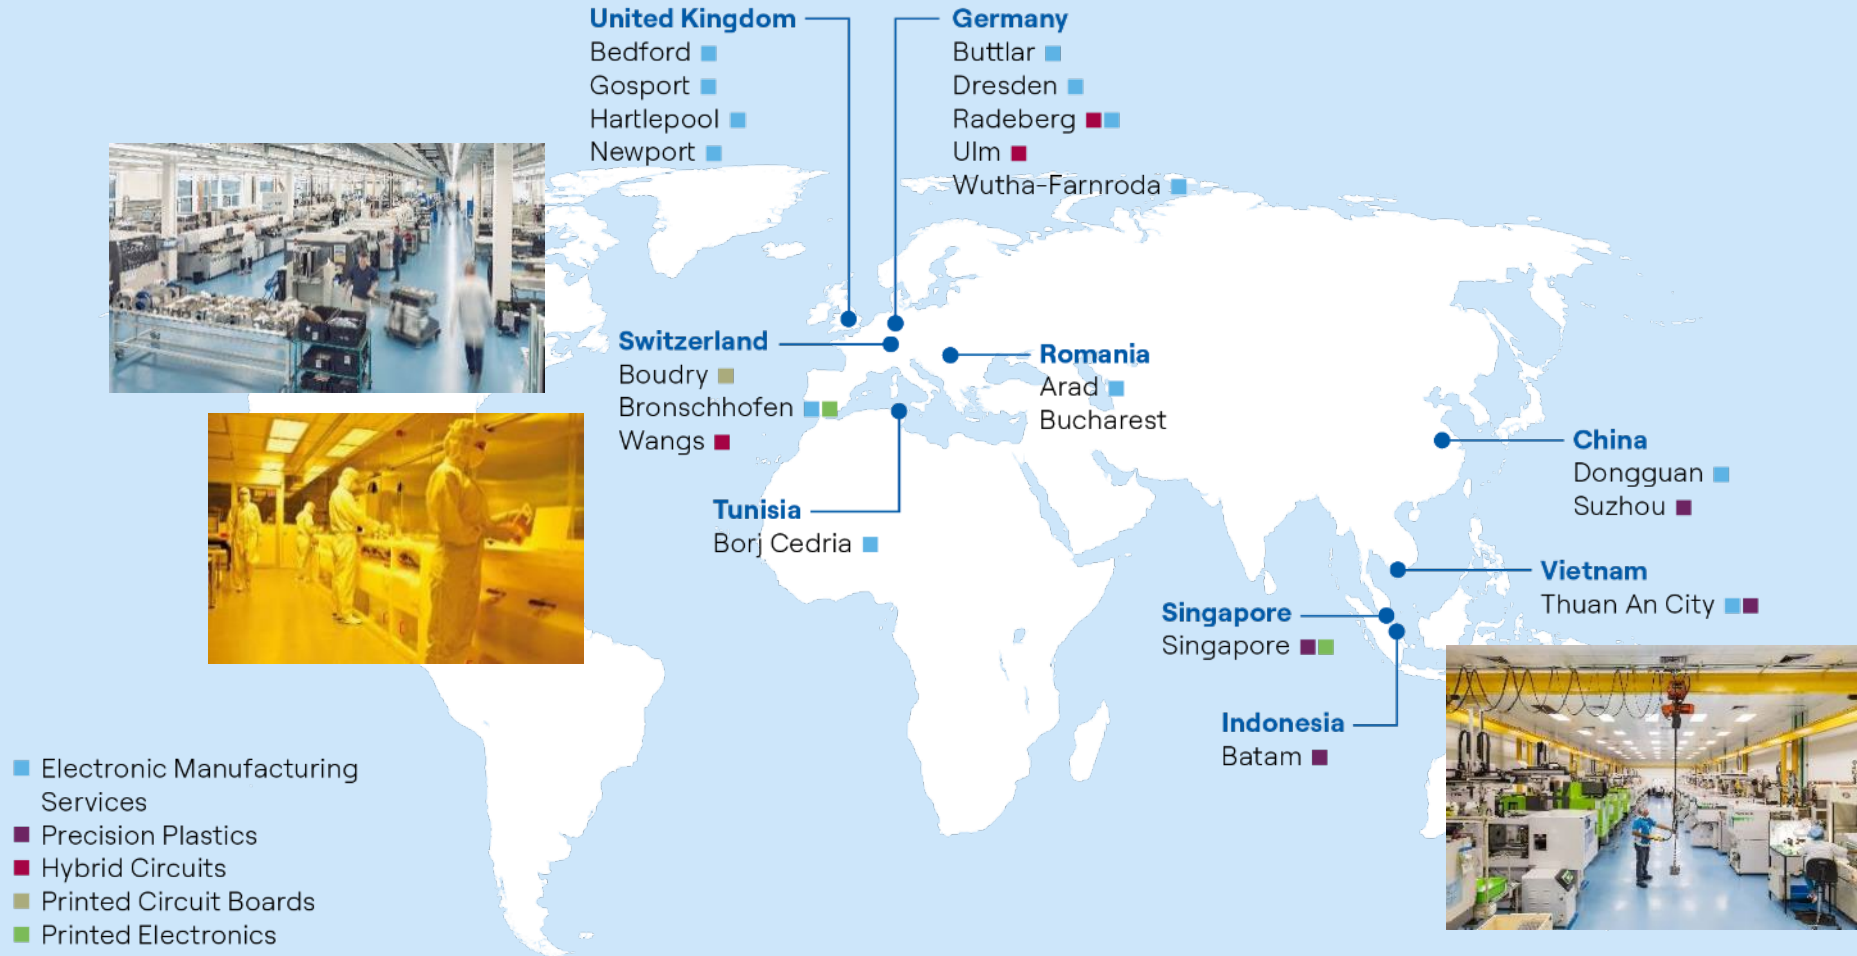 United Kingdom
Bedford
Gosport
Hartlepool
Newport
Germany
Buttlar
Dresden
Radeberg
Ulm
Wutha-Farnroda
Switzerland
Boudry
Bronschhofen
Wangs
Romania
Arad
Bucharest
Tunisia
Borj Cedria
China
Dongguan
Suzhou
Vietnam
Thuan An City
Singapore
Singapore
Indonesia
Batam
Electronic Manufacturing
Services
Precision Plastics
Hybrid Circuits
Printed Circuit Boards
Printed Electronics